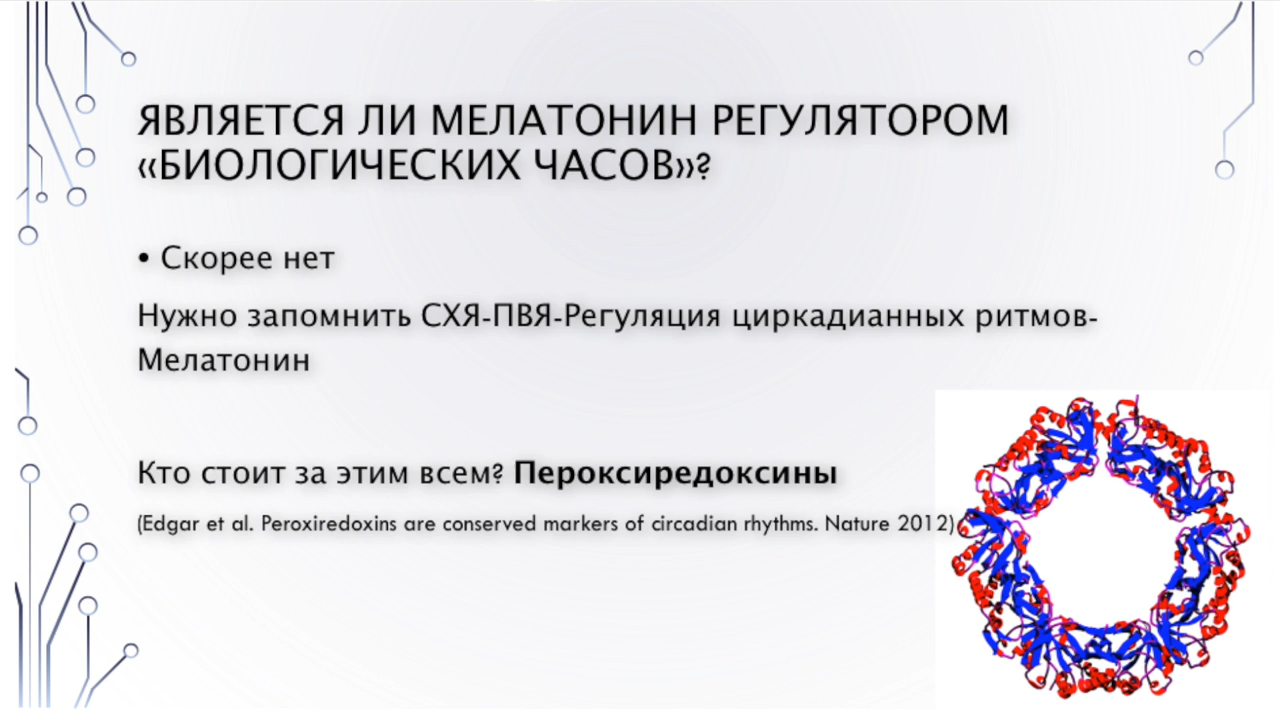 ЯВЛЯЕТСЯ ЛИ МЕЛАТОНИН РЕГУЛЯТОРОМ
«БИОЛОГИЧЕСКИХ ЧАСОВ»?
• Скорее нет
Нужно запомнить СХЯ-ПВЯ-Регуляция циркадианных ритмов-
Мелатонин
Кто стоит за этим всем? Пероксиредоксины
(Edgar et al. Peroxiredoxins are conserved markers of circadian rhythms. Nature 2012)